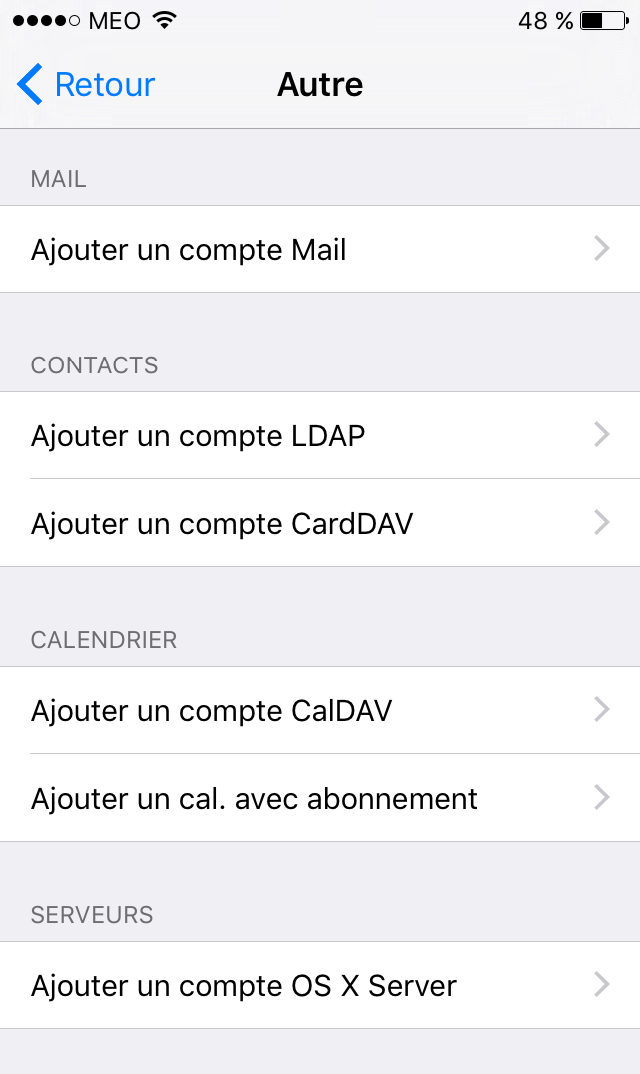 MEO 48 %
Retour Autre
MAIL
Ajouter un compte Mail
CONTACTS
Ajouter un compte LDAP
Ajouter un compte CardDAV
CALENDRIER
Ajouter un compte CalDAV
Ajouter un cal. avec abonnement
SERVEURS
Ajouter un compte OS X Server